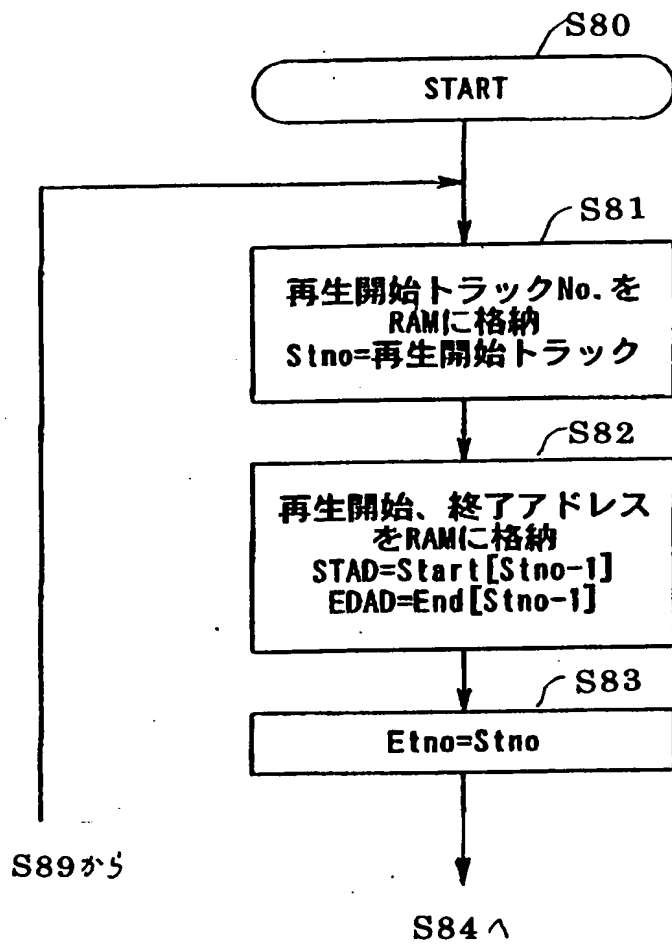 S80
START
S81
再生開始トラックNo.を
RAMに格納
Stno=再生開始トラック
S82
再生開始、終了アドレス
をRAMに格納
STAD=Start[Stno-1]
EDAD=End[Stno-1]
S83
Etno=Stno
S89から
S84へ